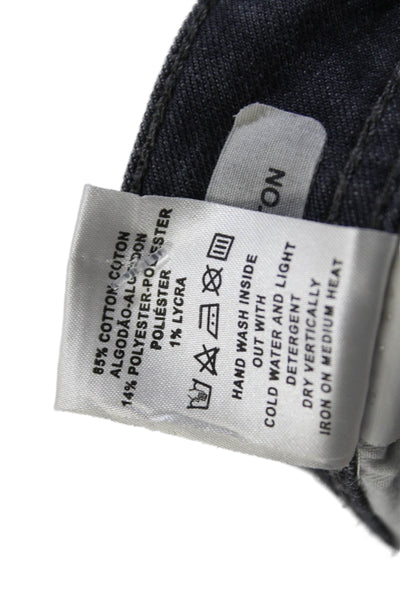 85% COTTON-COTON
ALGODÃO-ALGODON
14% POLYESTER-POLYESTER
POLIÉSTER
1% LYCRA
HAND WASH INSIDE
OUT WITH
COLD WATER AND LIGHT
DETERGENT
DRY VERTICALLY
IRON ON MEDIUM HEAT